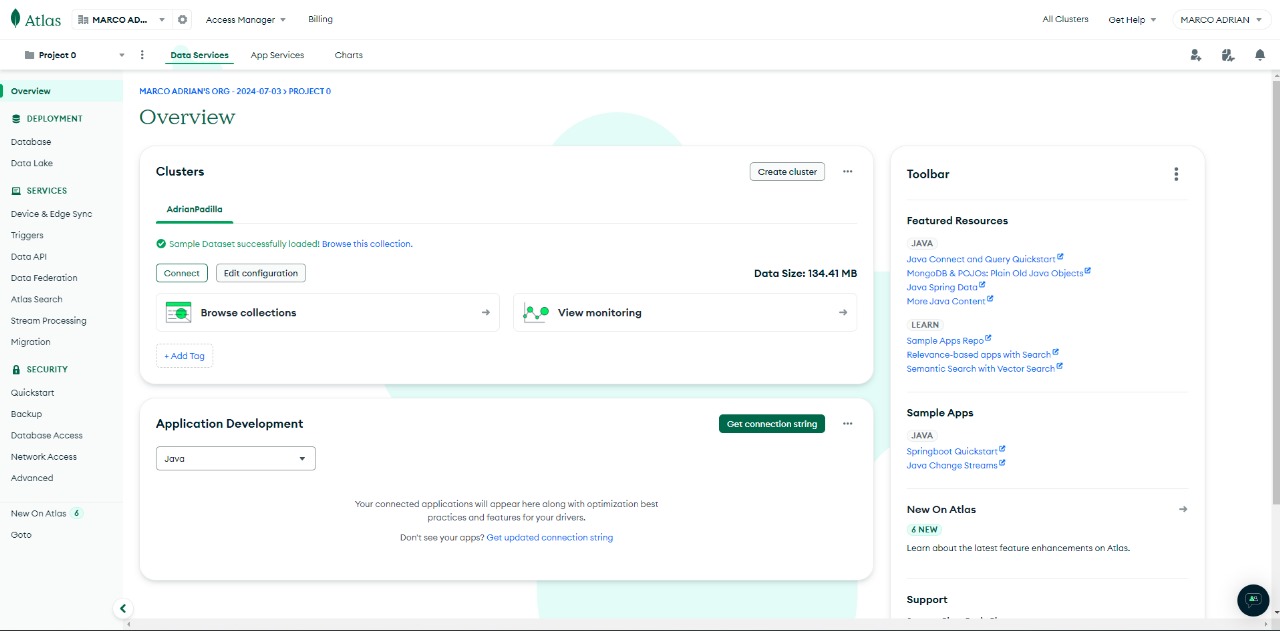 Atlas
MARCO AD...
Access Manager
Billing
All Clusters
Get Help
MARCO ADRIAN
Project 0
Data Services
App Services
Charts
Overview
DEPLOYMENT
Database
Data Lake
SERVICES
Device & Edge Sync
Triggers
Data API
Data Federation
Atlas Search
Stream Processing
Migration
SECURITY
Quickstart
Backup
Database Access
Network Access
Advanced
New On Atlas 6
Goto
MARCO ADRIAN'S ORG - 2024-07-03 > PROJECT 0
Overview
Clusters
Create cluster
AdrianPadilla
Sample Dataset successfully loaded! Browse this collection.
Connect
Edit configuration
Data Size: 134.41 MB
Browse collections
View monitoring
+ Add Tag
Application Development
Get connection string
Java
Your connected applications will appear here along with optimization best
practices and features for your drivers.
Don't see your apps? Get updated connection string
Toolbar
Featured Resources
JAVA
Java Connect and Query Quickstart
MongoDB & POJOs: Plain Old Java Objects
Java Spring Data
More Java Content
LEARN
Sample Apps Repo
Relevance-based apps with Search
Semantic Search with Vector Search
Sample Apps
JAVA
Springboot Quickstart
Java Change Streams
New On Atlas
6 NEW
Learn about the latest feature enhancements on Atlas.
Support